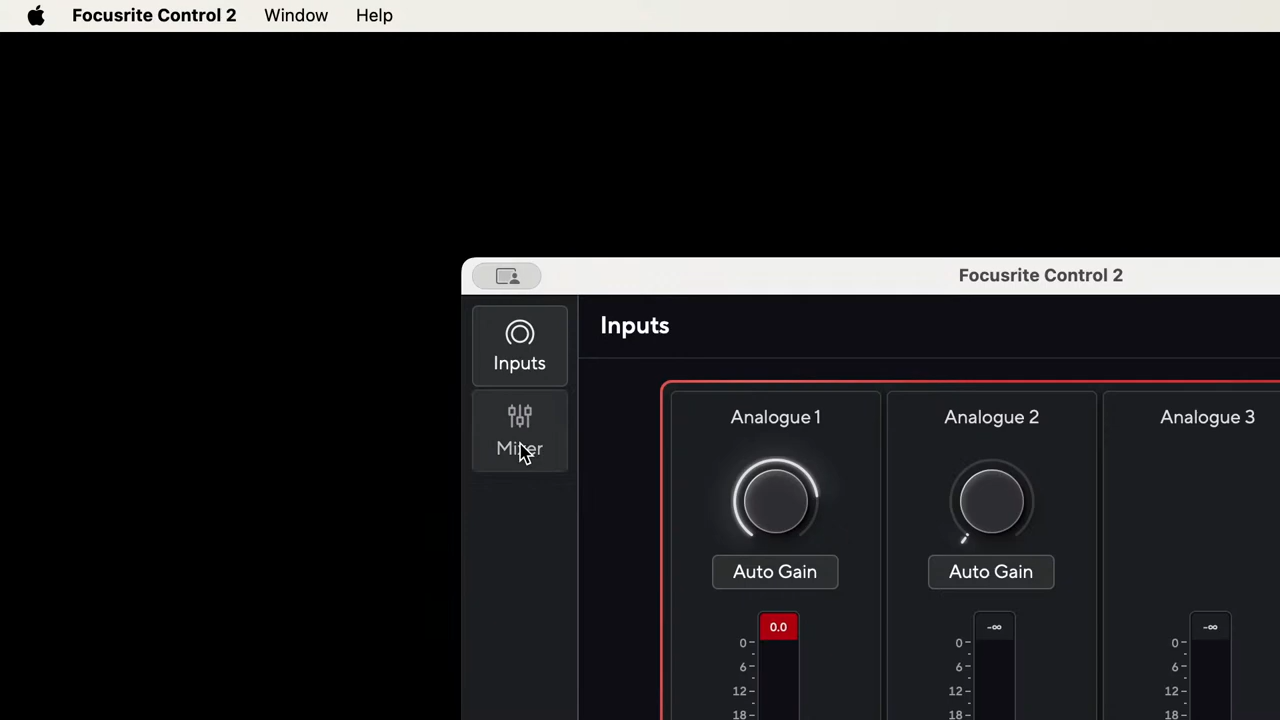 Focusrite Control 2 Window Help
Focusrite Control 2
Inputs
Inputs
Mixer
Analogue 1 Analogue 2 Analogue 3
Auto Gain Auto Gain
0.0 -∞ -∞
0 0 0
6 6 6
12 12 12
18 18 18